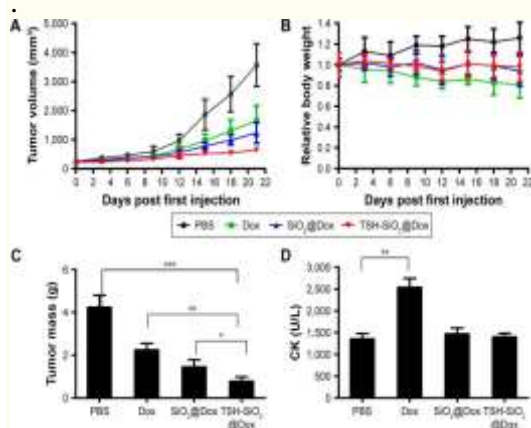 A
B
Tumor volume (mm³)
5,000
4,000
3,000
2,000
1,000
0
0 2 4 6 8 10 12 14 16 18 20 22
Days post first injection
Relative body weight
1.4
1.2
1.0
0.8
0.6
0.4
0.2
0.0
0 2 4 6 8 10 12 14 16 18 20 22
Days post first injection
PBS Dox SiO₂@Dox TSH-SiO₂@Dox
C
D
Tumor mass (g)
6
4
2
0
***
**
*
PBS Dox SiO₂@Dox TSH-SiO₂
@Dox
CK (U/L)
3,000
2,500
2,000
1,500
1,000
500
0
**
PBS Dox SiO₂@Dox TSH-SiO₂
@Dox